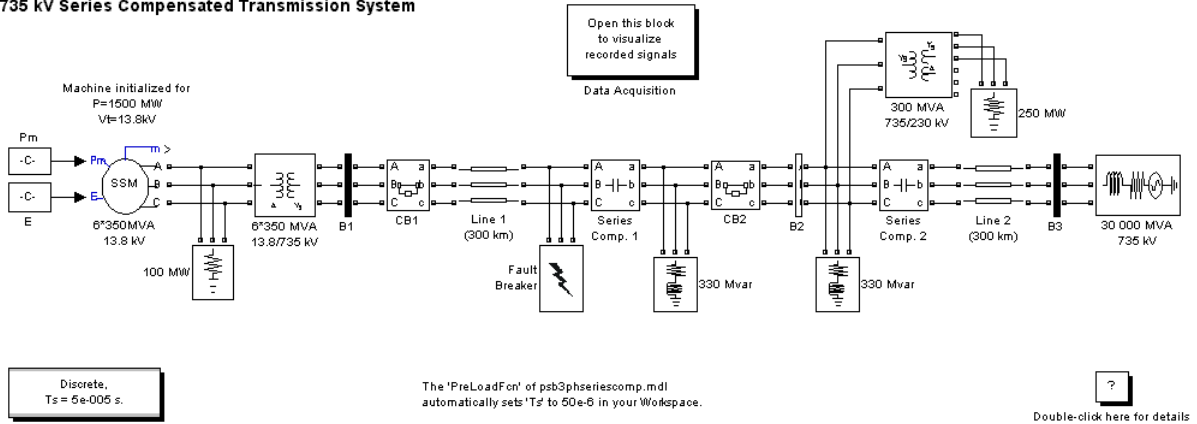 735 kV Series Compensated Transmission System
Open this block
to visualize
recorded signals
Data Acquisition
Machine initialized for
P=1500 MW
Vt=13.8kV
Pm
-C-
-C-
E
Pm
E
m
SSM
A
B
C
6*350MVA
13.8 kV
100 MW
Δ
Yg
6*350 MVA
13.8/735 kV
B1
A a
B b
C c
CB1
Line 1
(300 km)
Fault
Breaker
A a
B b
C c
Series
Comp. 1
330 Mvar
A a
B b
C c
CB2
B2
330 Mvar
Yg
Yg
Δ
300 MVA
735/230 kV
250 MW
A a
B b
C c
Series
Comp. 2
Line 2
(300 km)
B3
30 000 MVA
735 kV
Discrete,
Ts = 5e-005 s.
The 'PreLoadFcn' of psb3phseriescomp.mdl
automatically sets 'Ts' to 50e-6 in your Workspace.
?
Double-click here for details